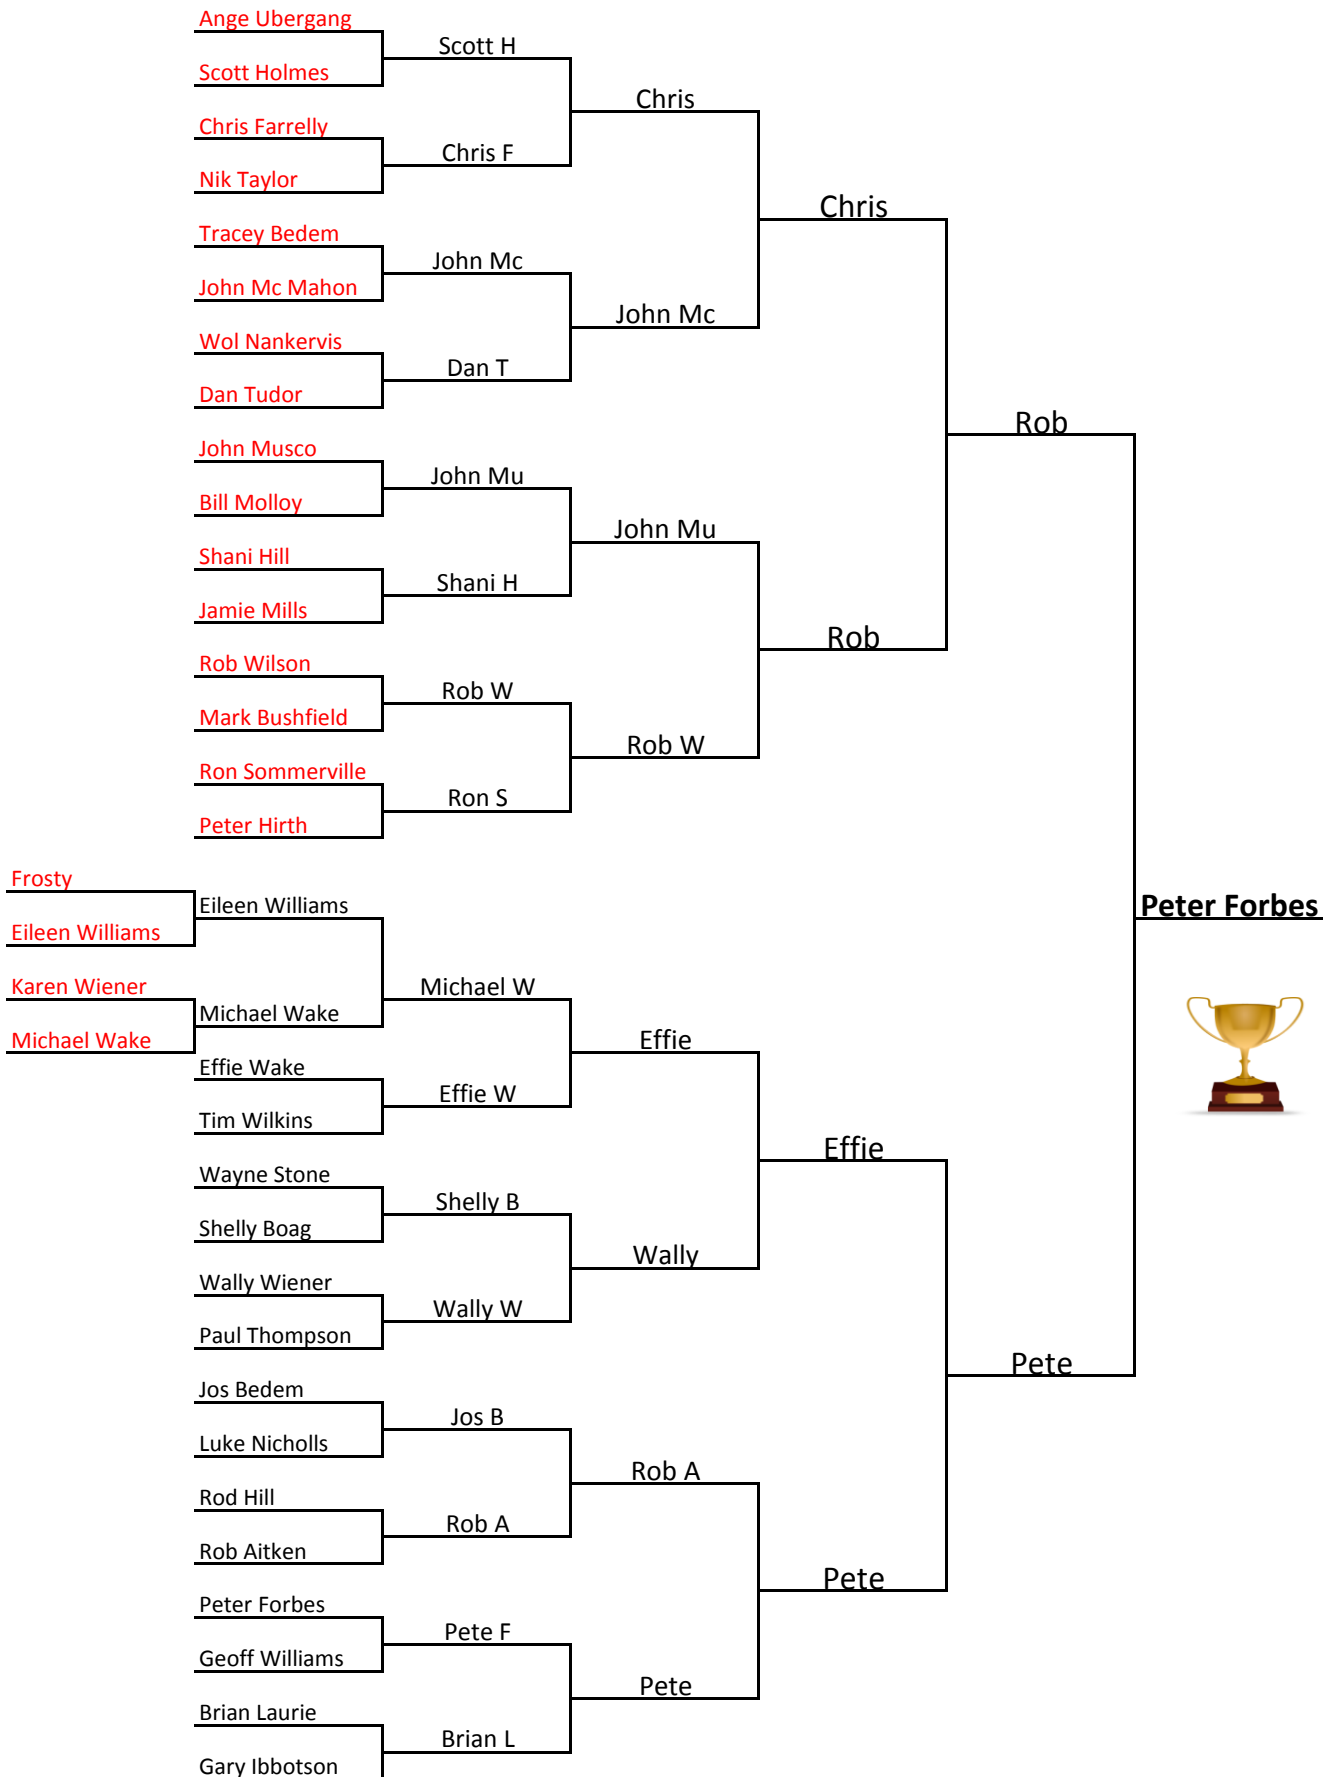 Ange Ubergang
Scott H
Scott Holmes
Chris
Chris Farrelly
Chris F
Nik Taylor
Chris
Tracey Bedem
John Mc
John Mc Mahon
John Mc
Wol Nankervis
Dan T
Dan Tudor
Rob
John Musco
John Mu
Bill Molloy
John Mu
Shani Hill
Shani H
Jamie Mills
Rob
Rob Wilson
Rob W
Mark Bushfield
Rob W
Ron Sommerville
Ron S
Peter Hirth
Frosty
Eileen Williams
Peter Forbes
Eileen Williams
Karen Wiener
Michael W
Michael Wake
Michael Wake
Effie
Effie Wake
Effie W
Tim Wilkins
Effie
Wayne Stone
Shelly B
Shelly Boag
Wally
Wally Wiener
Wally W
Paul Thompson
Pete
Jos Bedem
Jos B
Luke Nicholls
Rob A
Rod Hill
Rob A
Rob Aitken
Pete
Peter Forbes
Pete F
Geoff Williams
Pete
Brian Laurie
Brian L
Gary Ibbotson